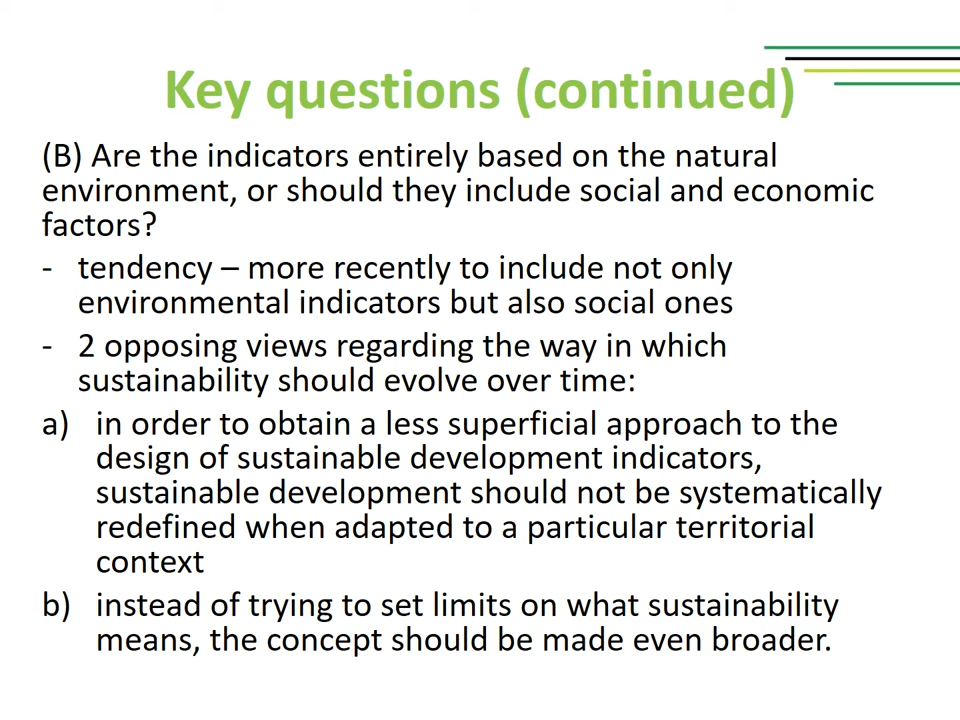 Key questions (continued)
(B) Are the indicators entirely based on the natural
environment, or should they include social and economic
factors?
- tendency – more recently to include not only
environmental indicators but also social ones
- 2 opposing views regarding the way in which
sustainability should evolve over time:
a) in order to obtain a less superficial approach to the
design of sustainable development indicators,
sustainable development should not be systematically
redefined when adapted to a particular territorial
context
b) instead of trying to set limits on what sustainability
means, the concept should be made even broader.